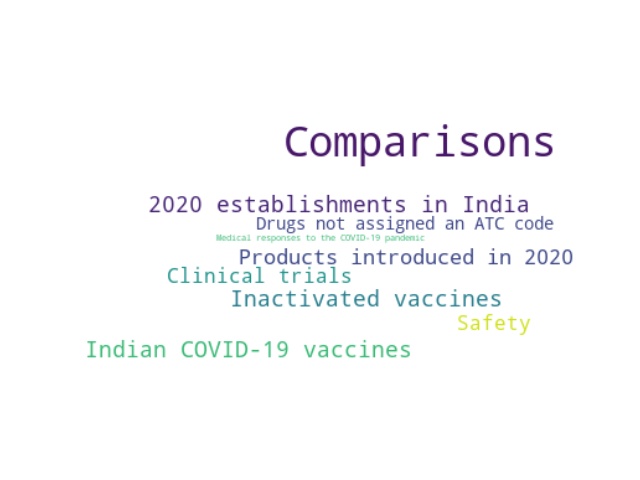 Comparisons
2020 establishments in India
Drugs not assigned an ATC code
Medical responses to the COVID-19 pandemic
Products introduced in 2020
Clinical trials
Inactivated vaccines
Safety
Indian COVID-19 vaccines